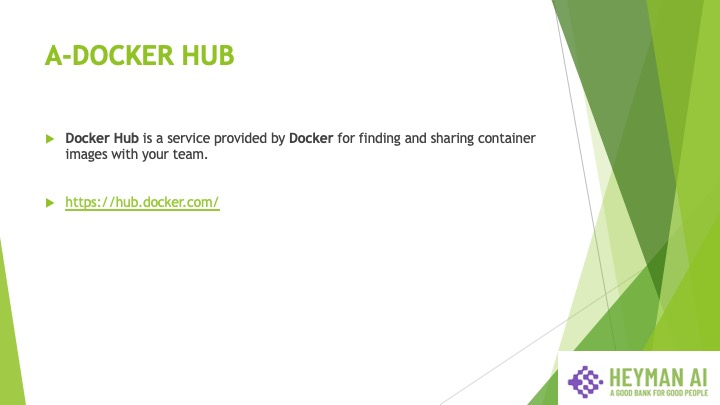 A-DOCKER HUB
Docker Hub is a service provided by Docker for finding and sharing container
images with your team.
https://hub.docker.com/
HEYMAN AI
A GOOD BANK FOR GOOD PEOPLE